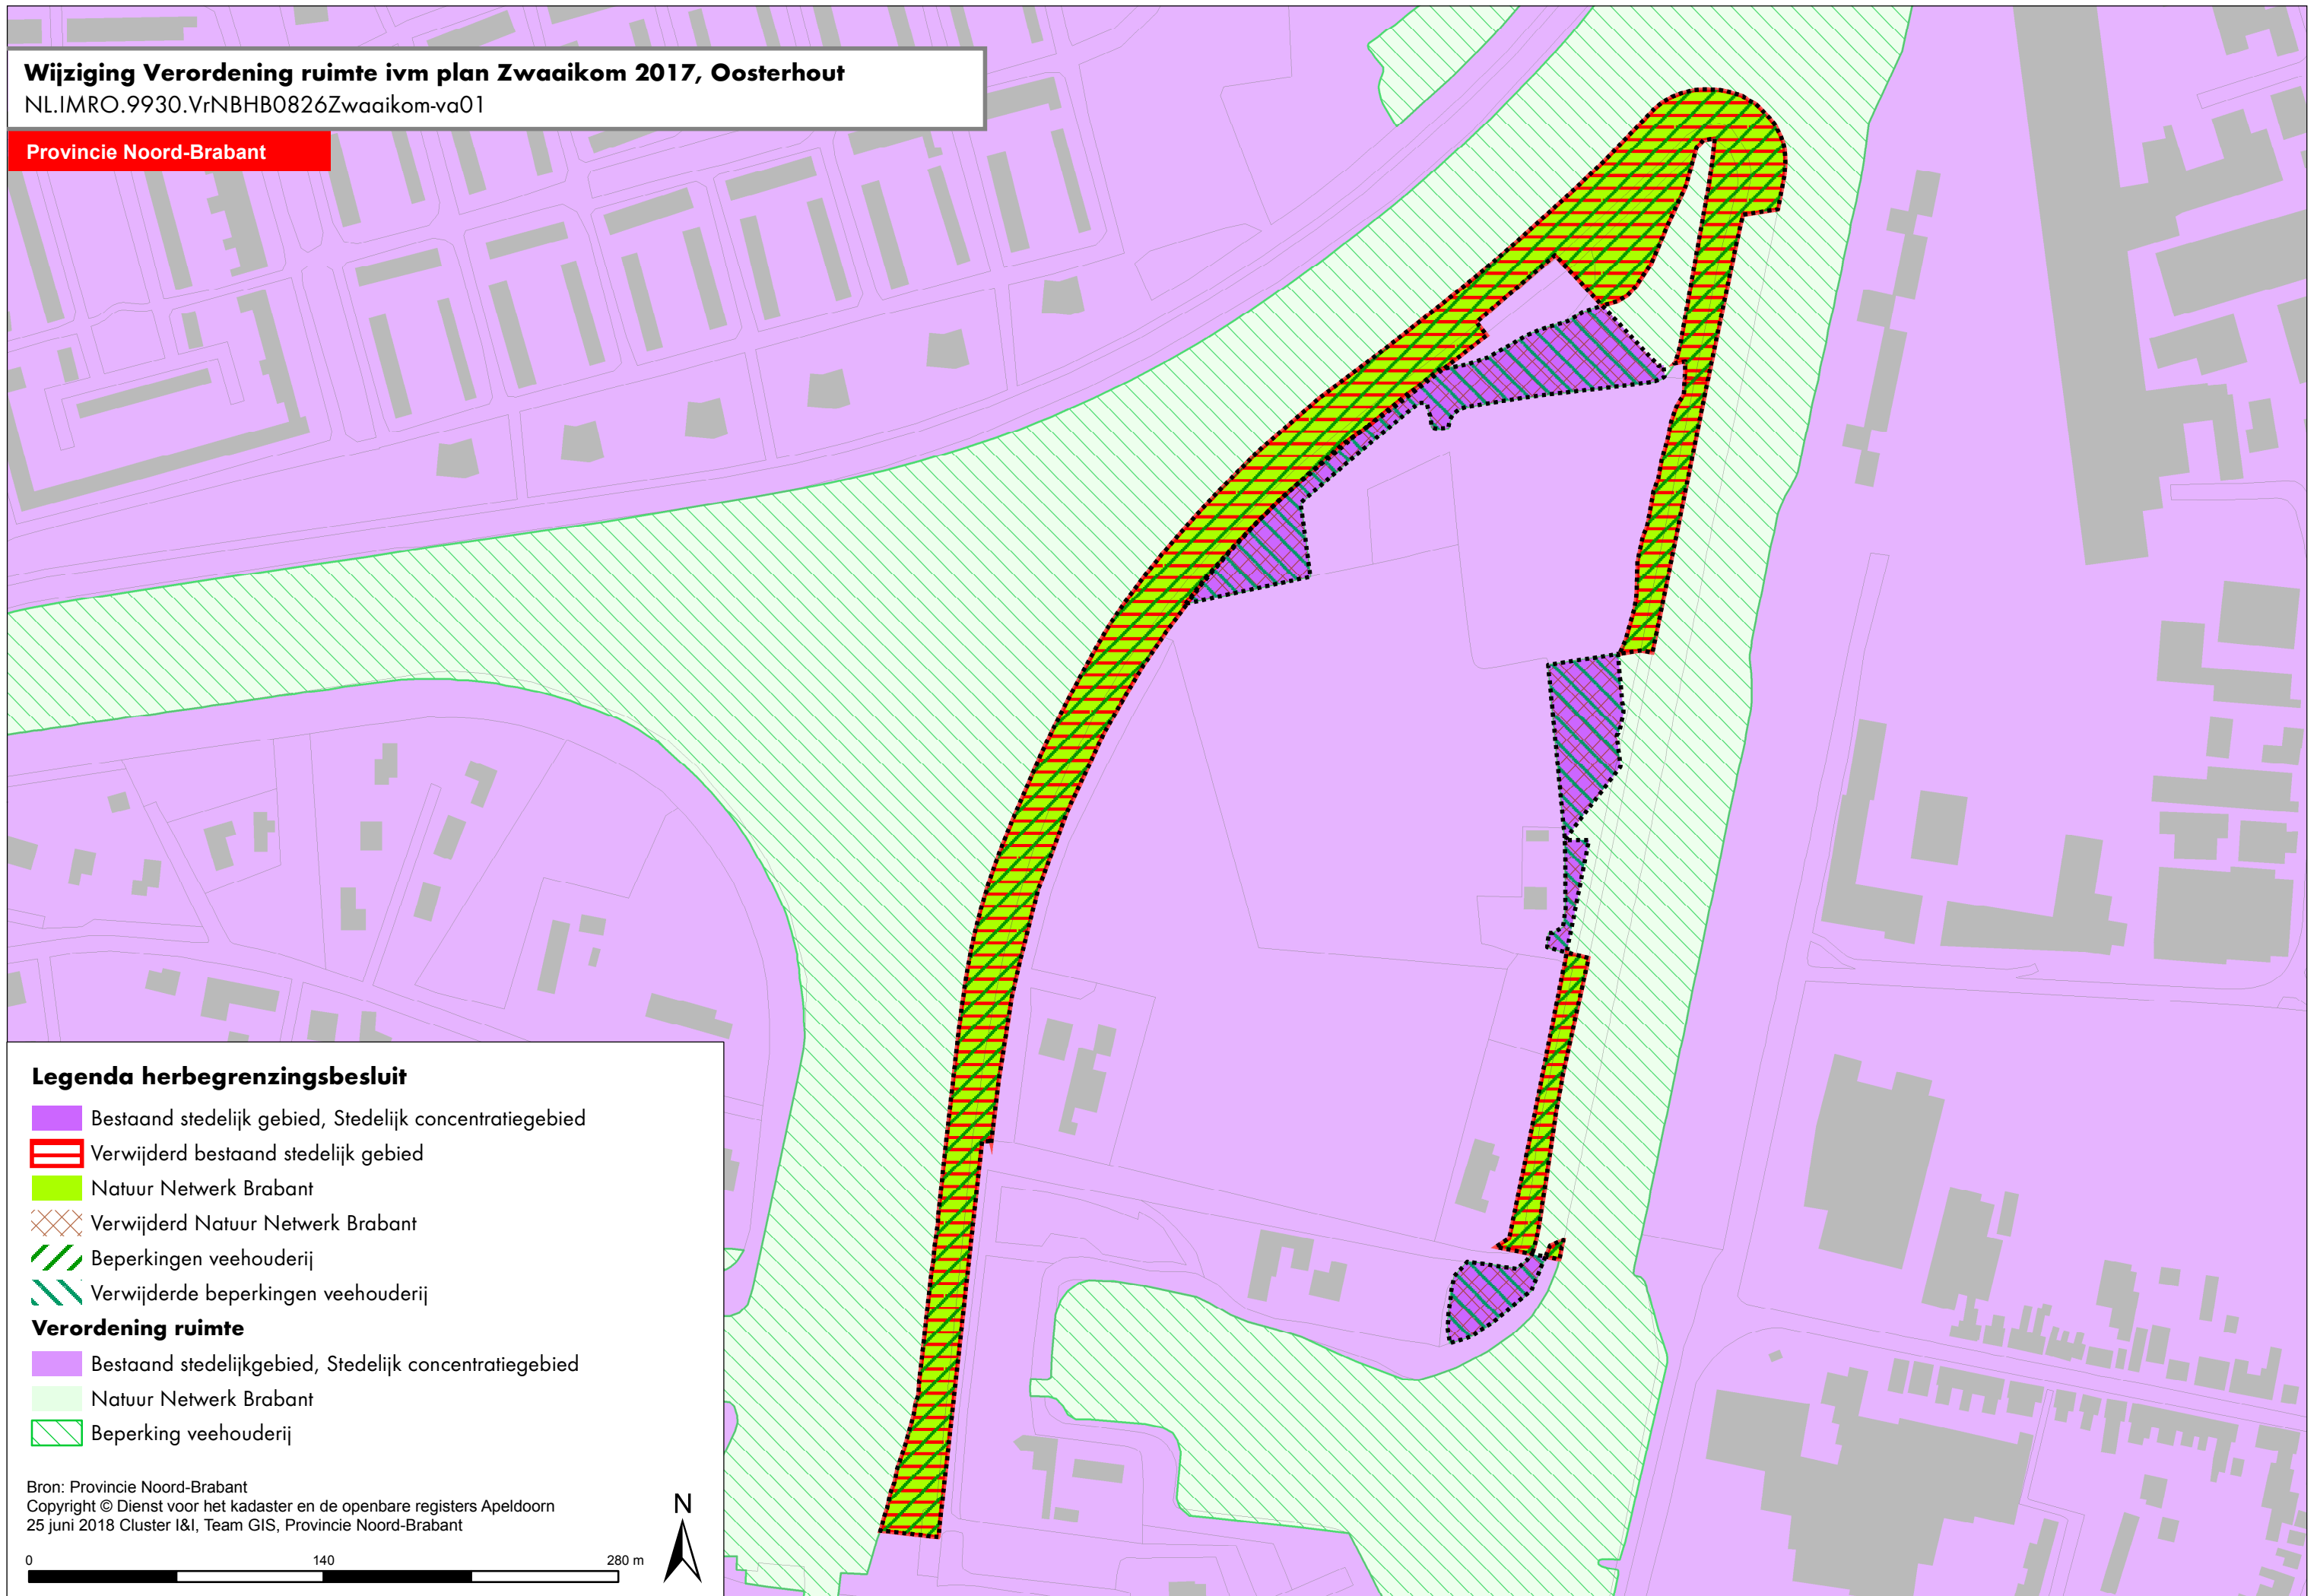 Wijziging Verordening ruimte ivm plan Zwaaikom 2017, Oosterhout
NL.IMRO.9930.VrNBHB0826Zwaaikom-va01
Provincie Noord-Brabant
Legenda herbegrenzingsbesluit
Bestaand stedelijk gebied, Stedelijk concentratiegebied
Verwijderd bestaand stedelijk gebied
Natuur Netwerk Brabant
Verwijderd Natuur Netwerk Brabant
Beperkingen veehouderij
Verwijderde beperkingen veehouderij
Verordening ruimte
Bestaand stedelijkgebied, Stedelijk concentratiegebied
Natuur Netwerk Brabant
Beperking veehouderij
Bron: Provincie Noord-Brabant
Copyright © Dienst voor het kadaster en de openbare registers Apeldoorn
25 juni 2018 Cluster I&I, Team GIS, Provincie Noord-Brabant
N
0 140 280 m